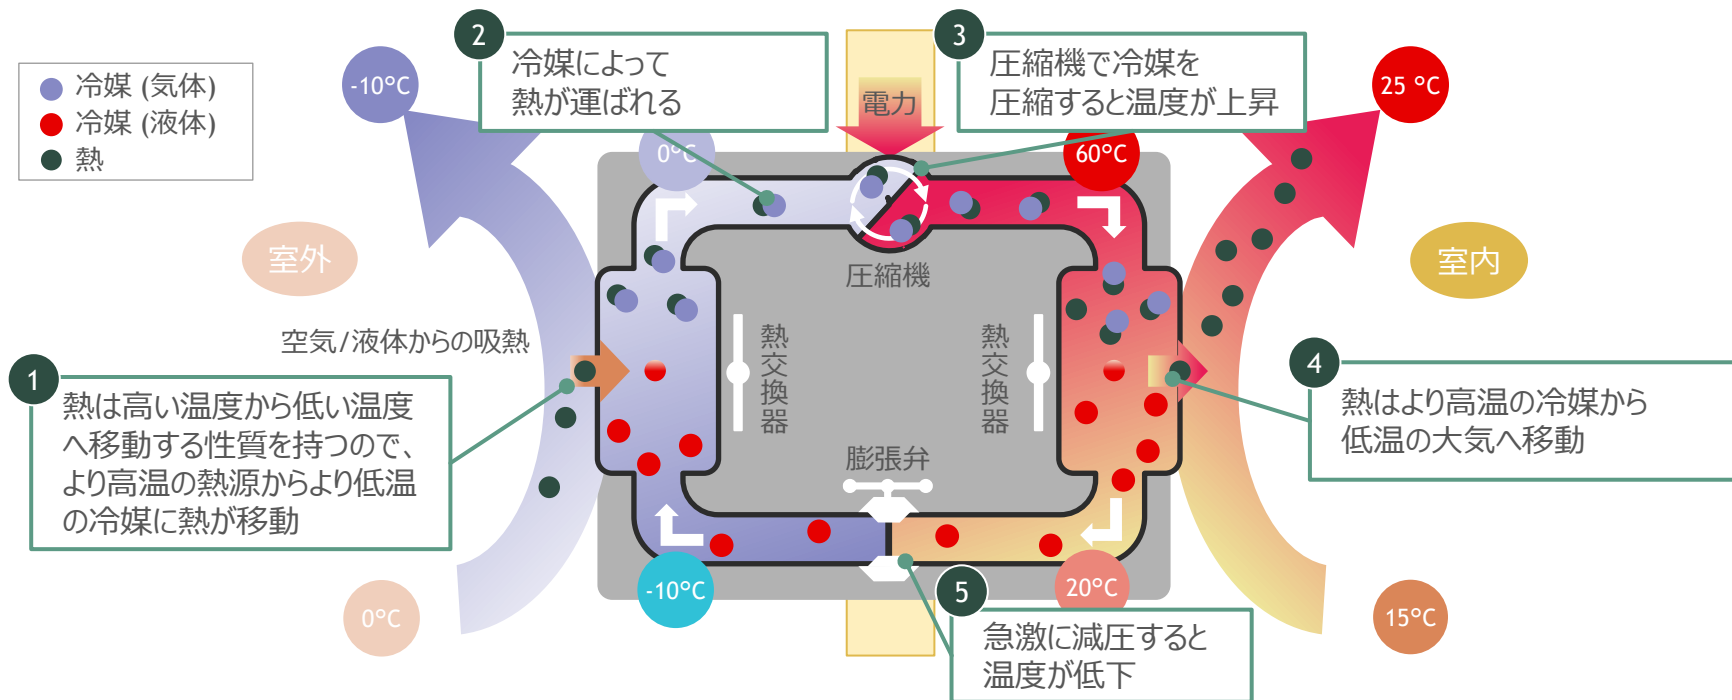 冷媒 (気体)
冷媒 (液体)
熱
-10°C
2
冷媒によって
熱が運ばれる
電力
3
圧縮機で冷媒を
圧縮すると温度が上昇
25 °C
0°C
60°C
室外
圧縮機
室内
空気/液体からの吸熱
熱交換器
熱交換器
1
熱は高い温度から低い温度
へ移動する性質を持つので、
より高温の熱源からより低温
の冷媒に熱が移動
4
熱はより高温の冷媒から
低温の大気へ移動
膨張弁
-10°C
20°C
0°C
15°C
5
急激に減圧すると
温度が低下